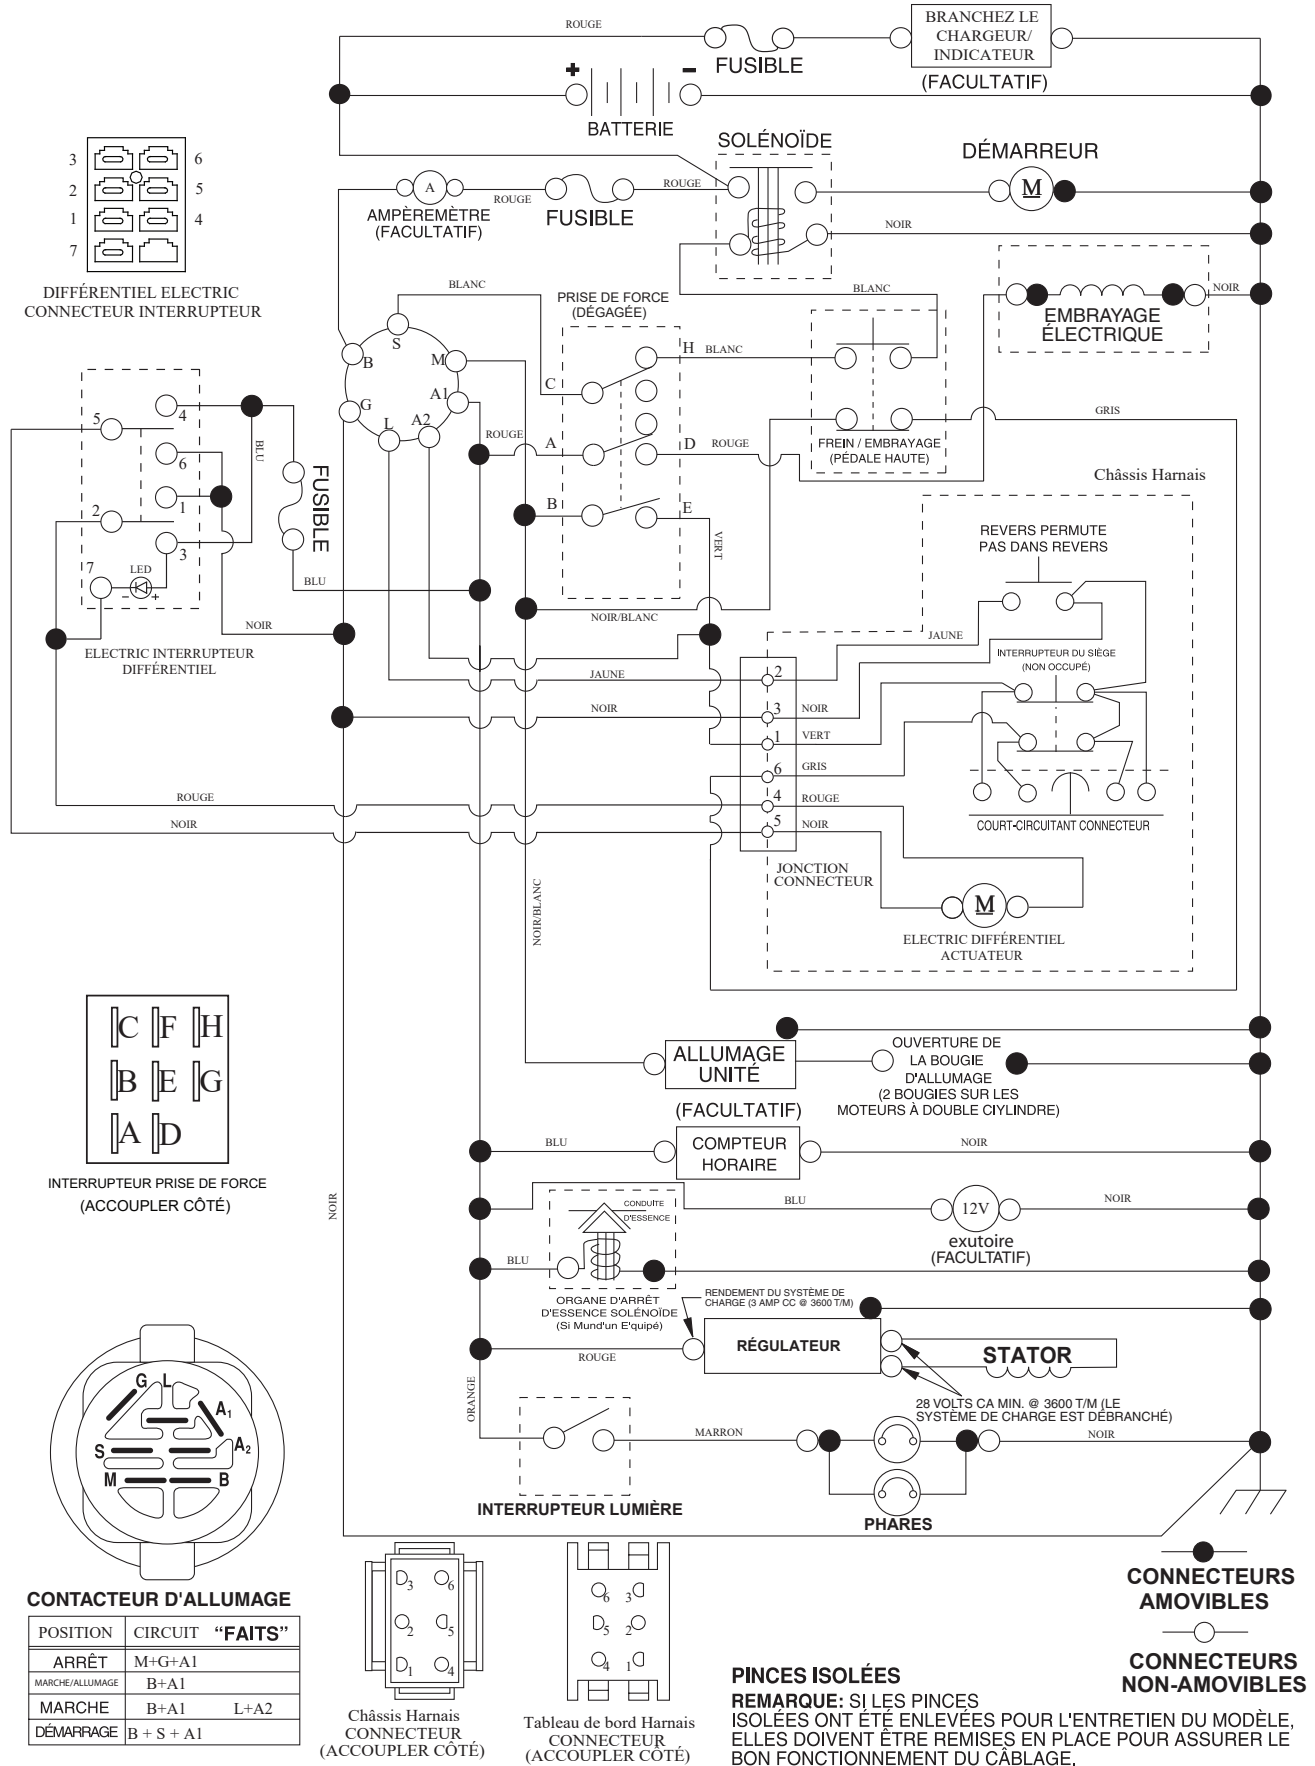 ROUGE
FUSIBLE
BRANCHEZ LE
CHARGEUR/
INDICATEUR
(FACULTATIF)
+
−
BATTERIE
SOLÉNOÏDE
DÉMARREUR
M
3
6
2
5
1
4
7
DIFFÉRENTIEL ELECTRIC
CONNECTEUR INTERRUPTEUR
A
AMPÈREMÈTRE
(FACULTATIF)
ROUGE
FUSIBLE
ROUGE
NOIR
BLANC
BLANC
NOIR
EMBRAYAGE
ÉLECTRIQUE
PRISE DE FORCE
(DÉGAGÉE)
S
B
M
G
A1
L
A2
H
BLANC
C
ROUGE
A
D
ROUGE
B
E
VERT
FREIN / EMBRAYAGE
(PÉDALE HAUTE)
GRIS
5
4
6
1
2
3
7
LED
−
+
BLU
FUSIBLE
BLU
NOIR
ELECTRIC INTERRUPTEUR
DIFFÉRENTIEL
NOIR/BLANC
Châssis Harnais
REVERS PERMUTE
PAS DANS REVERS
JAUNE
INTERRUPTEUR DU SIÈGE
(NON OCCUPÉ)
JAUNE
2
NOIR
3
NOIR
1
VERT
6
GRIS
ROUGE
4
ROUGE
NOIR
5
NOIR
COURT-CIRCUITANT CONNECTEUR
JONCTION
CONNECTEUR
M
ELECTRIC DIFFÉRENTIEL
ACTUATEUR
NOIR/BLANC
C F H
B E G
A D
INTERRUPTEUR PRISE DE FORCE
(ACCOUPLER CÔTÉ)
NOIR
ALLUMAGE
UNITÉ
OUVERTURE DE
LA BOUGIE
D'ALLUMAGE
(2 BOUGIES SUR LES
MOTEURS À DOUBLE CIYLINDRE)
(FACULTATIF)
BLU
COMPTEUR
HORAIRE
NOIR
BLU
12V
NOIR
exutoire
(FACULTATIF)
CONDUITE
D'ESSENCE
BLU
ORGANE D'ARRÊT
D'ESSENCE SOLÉNOÏDE
(Si Mund'un E'quipé)
RENDEMENT DU SYSTÈME DE
CHARGE (3 AMP CC @ 3600 T/M)
ROUGE
RÉGULATEUR
STATOR
28 VOLTS CA MIN. @ 3600 T/M (LE
SYSTÈME DE CHARGE EST DÉBRANCHÉ)
ORANGE
MARRON
NOIR
INTERRUPTEUR LUMIÈRE
PHARES
G
L
A1
S
A2
M
B
CONTACTEUR D'ALLUMAGE
POSITION CIRCUIT “FAITS”
ARRÊT M+G+A1
MARCHE/ALLUMAGE B+A1
MARCHE B+A1 L+A2
DÉMARRAGE B + S + A1
3 6
2 5
1 4
Châssis Harnais
CONNECTEUR
(ACCOUPLER CÔTÉ)
6 3
5 2
4 1
Tableau de bord Harnais
CONNECTEUR
(ACCOUPLER CÔTÉ)
CONNECTEURS
AMOVIBLES
CONNECTEURS
NON-AMOVIBLES
PINCES ISOLÉES
REMARQUE: SI LES PINCES
ISOLÉES ONT ÉTÉ ENLEVÉES POUR L'ENTRETIEN DU MODÈLE,
ELLES DOIVENT ÊTRE REMISES EN PLACE POUR ASSURER LE
BON FONCTIONNEMENT DU CÂBLAGE,